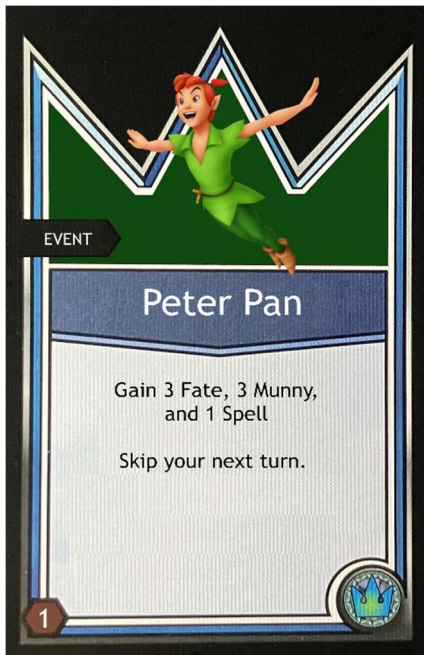 EVENT
Peter Pan
Gain 3 Fate, 3 Munny,
and 1 Spell
Skip your next turn.
1